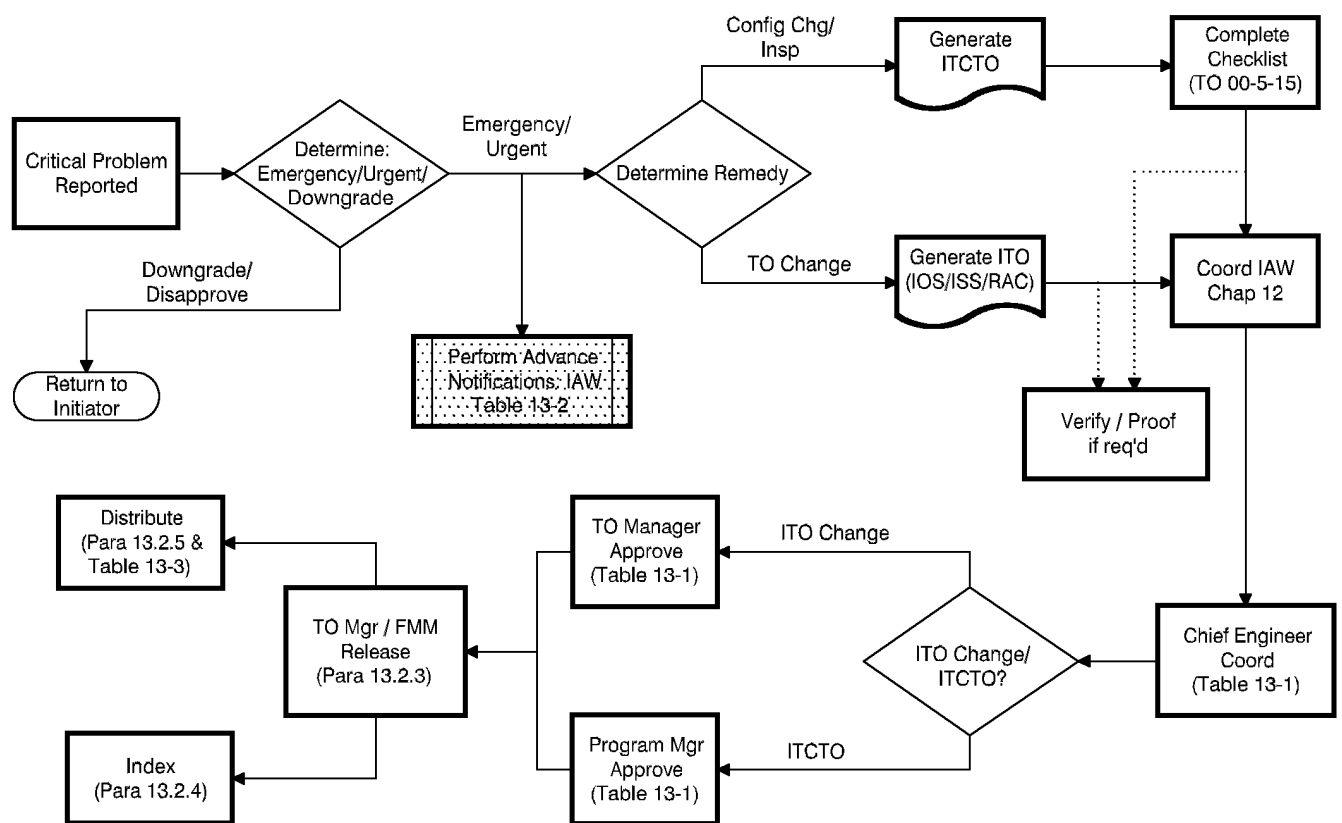 Config Chg/
Insp
Generate
ITCTO
Complete
Checklist
(TO 00-5-15)
Critical Problem
Reported
Determine:
Emergency/Urgent/
Downgrade
Emergency/
Urgent
Determine Remedy
Downgrade/
Disapprove
TO Change
Generate ITO
(IOS/ISS/RAC)
Coord IAW
Chap 12
Return to
Initiator
Perform Advance
Notifications, IAW
Table 13-2
Verify / Proof
if req'd
Distribute
(Para 13.2.5 &
Table 13-3)
TO Manager
Approve
(Table 13-1)
ITO Change
TO Mgr / FMM
Release
(Para 13.2.3)
ITO Change/
ITCTO?
Chief Engineer
Coord
(Table 13-1)
Index
(Para 13.2.4)
Program Mgr
Approve
(Table 13-1)
ITCTO